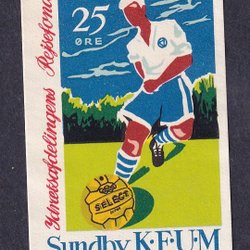 Idrætsafdelingens Rejsefond
25
ØRE
SELECT
Sundby K·F·U·M